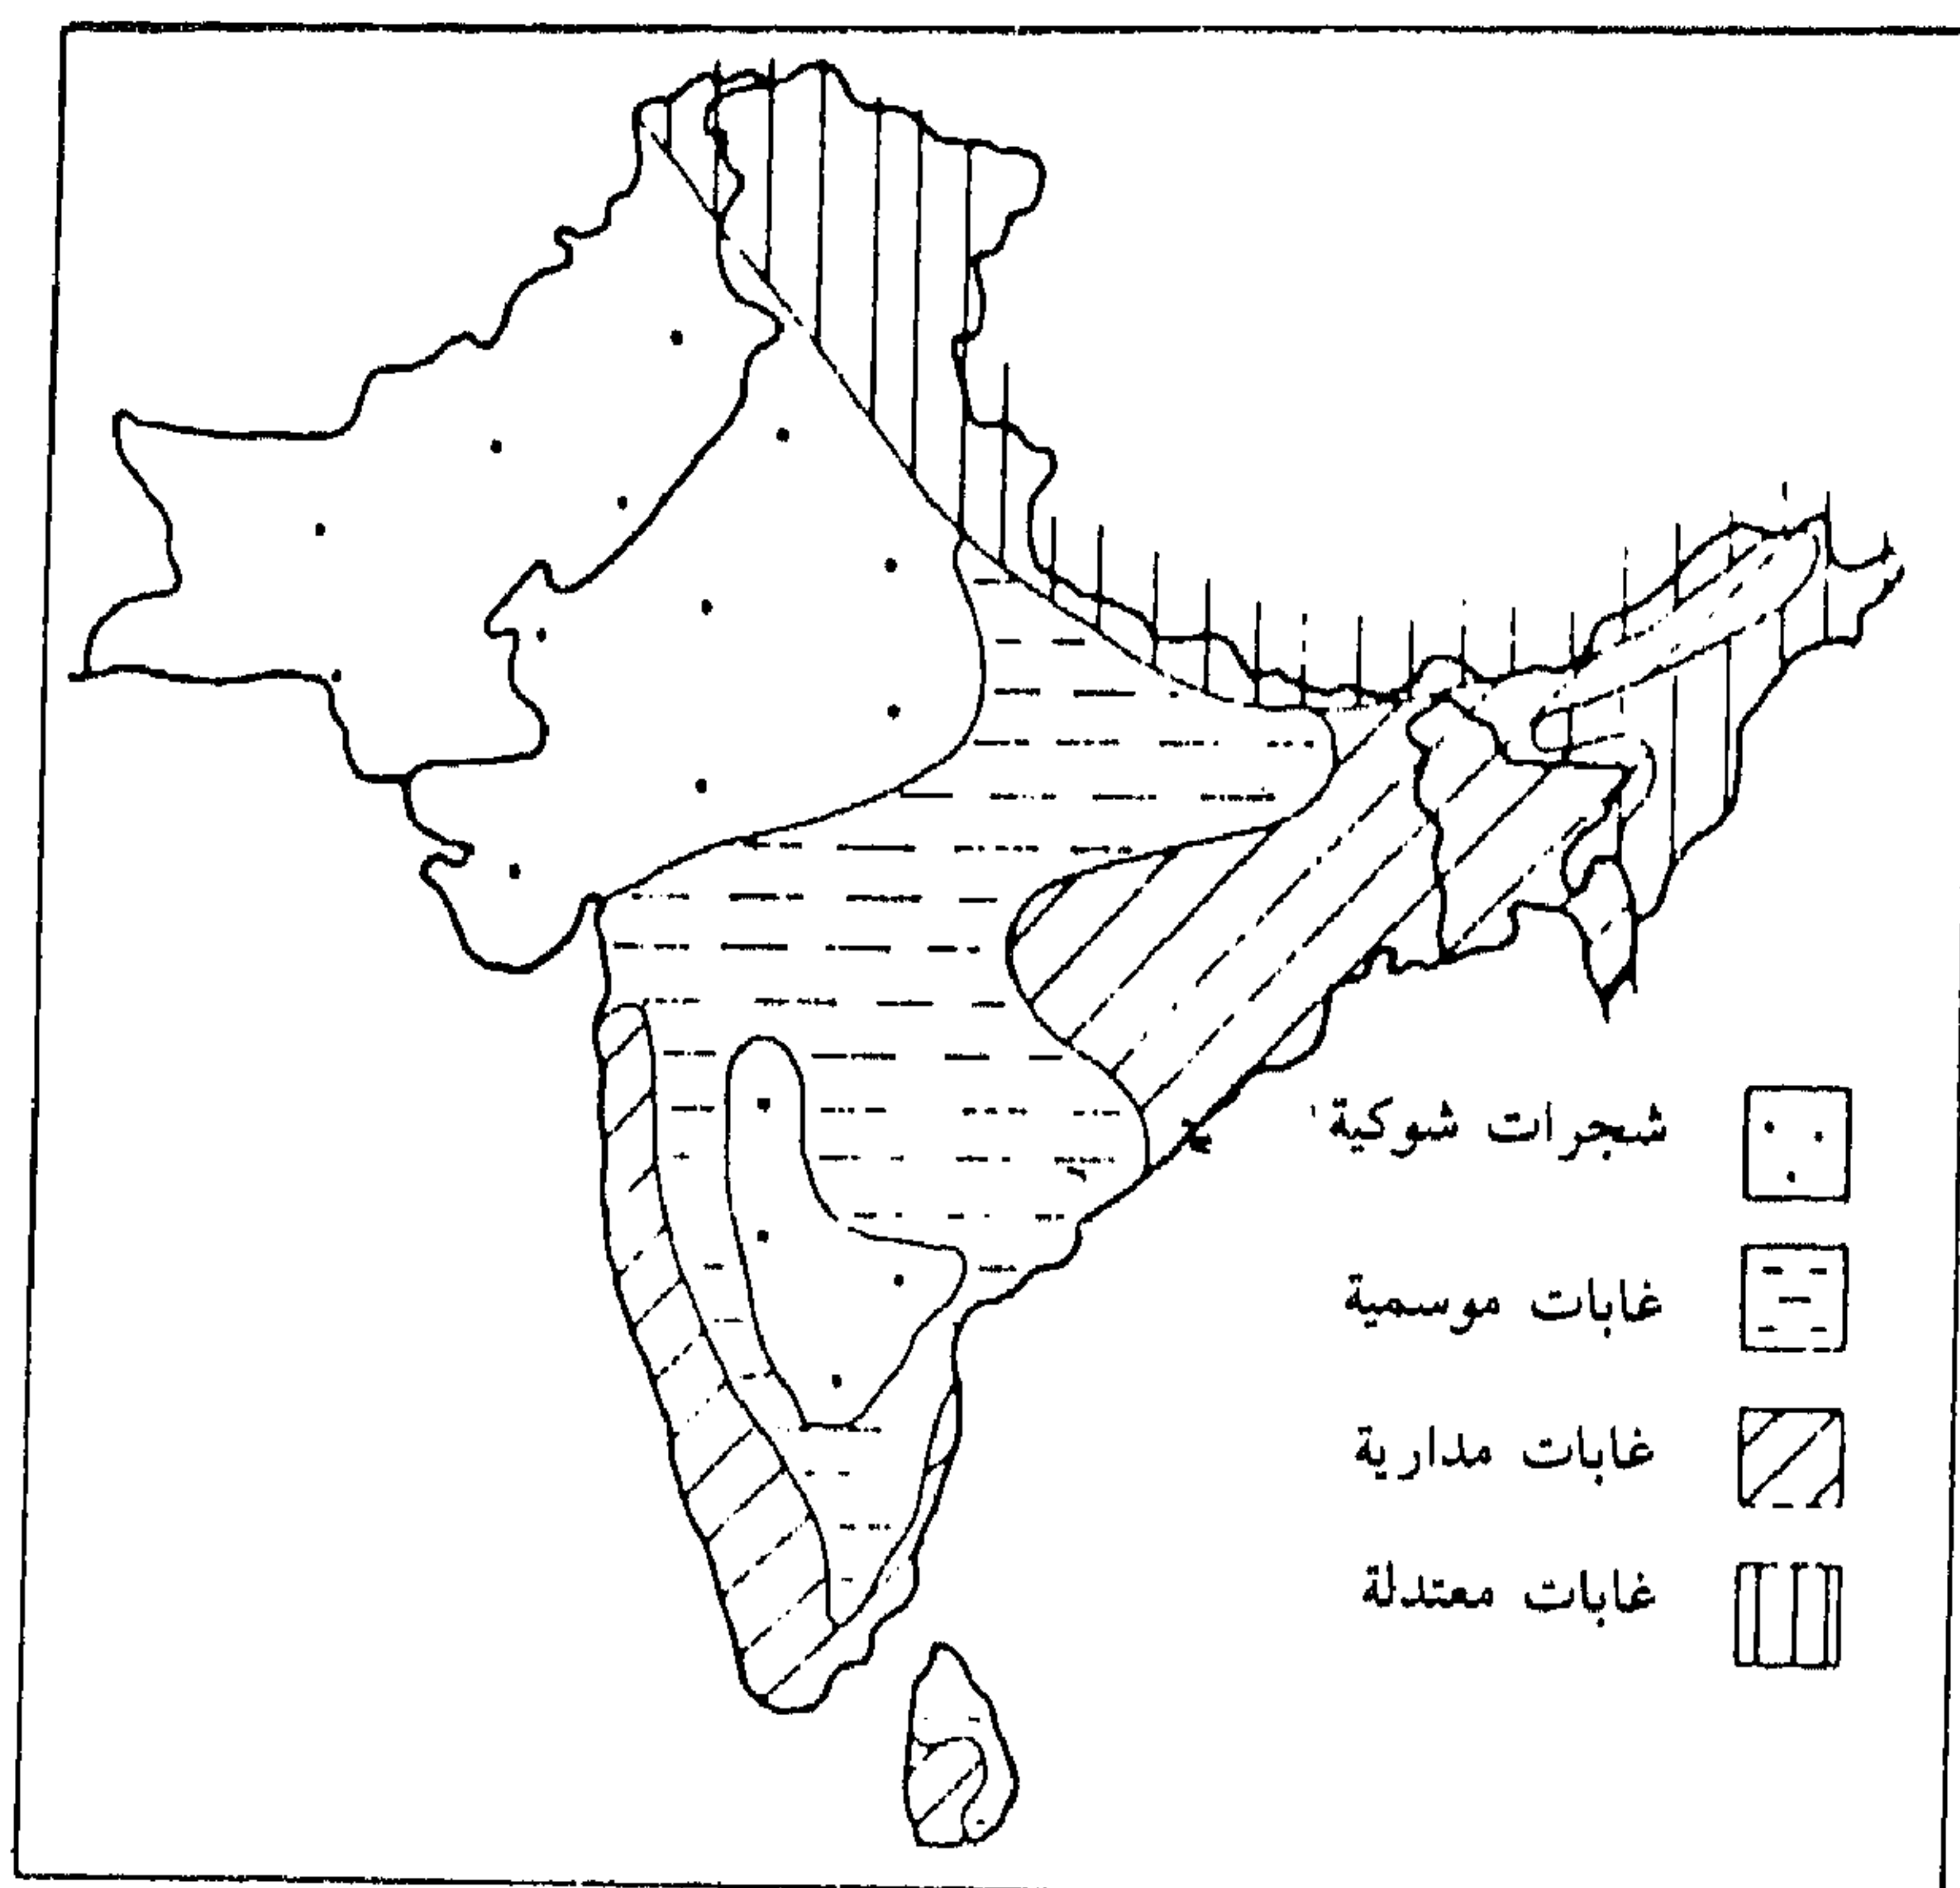 شجرات شوكية
غابات موسمية
غابات مدارية
غابات معتدلة